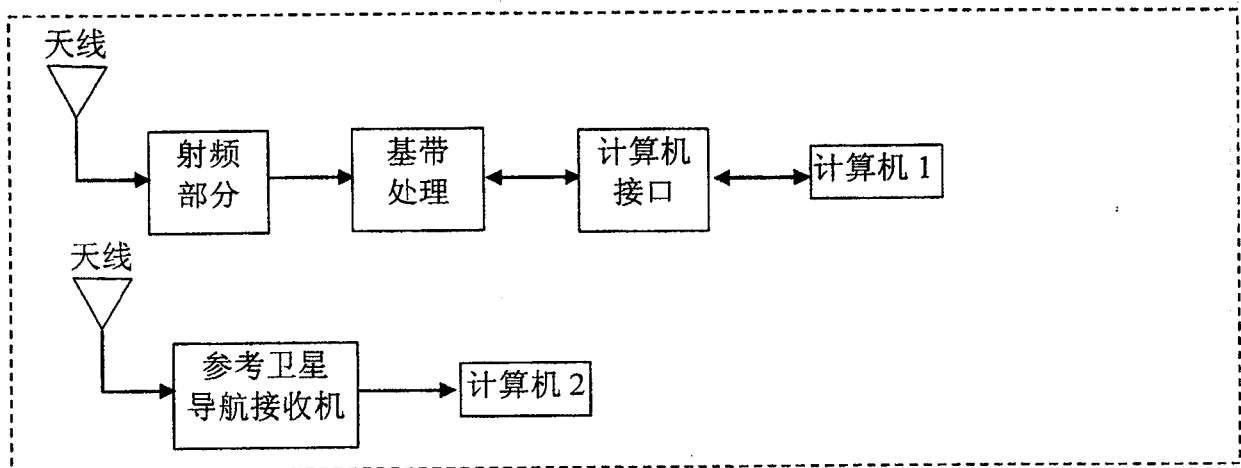 天线
射频
部分
基带
处理
计算机
接口
计算机 1
天线
参考卫星
导航接收机
计算机 2